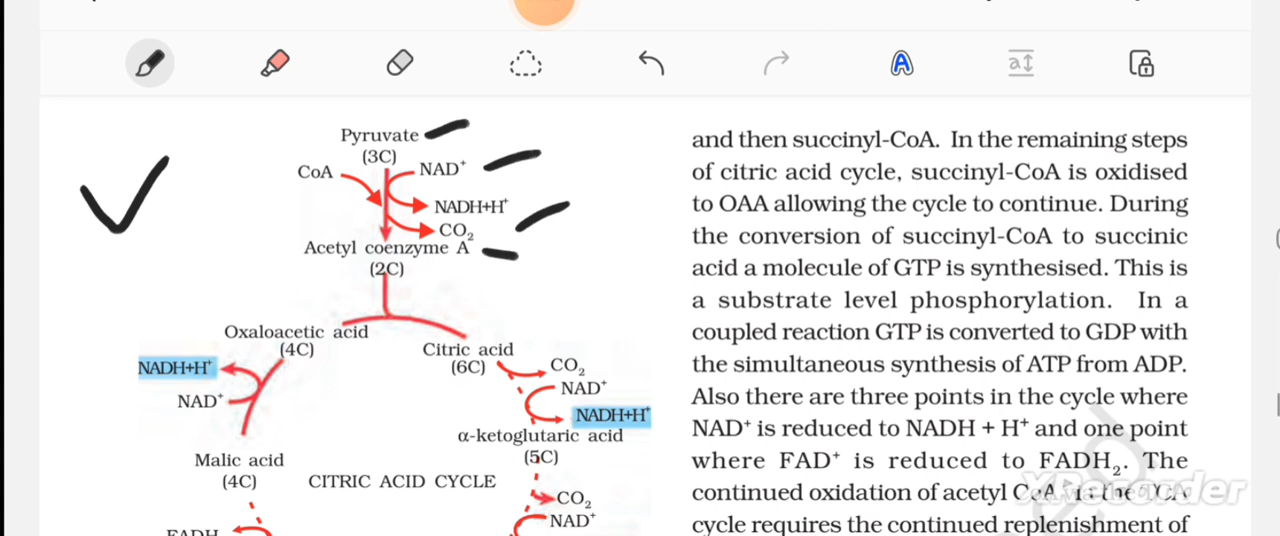 Pyruvate
(3C)
CoA
NAD⁺
NADH+H⁺
CO₂
Acetyl coenzyme A
(2C)
Oxaloacetic acid
(4C)
Citric acid
(6C)
CO₂
NADH+H⁺
NAD⁺
NAD⁺
NADH+H⁺
α-ketoglutaric acid
(5C)
Malic acid
(4C)
CITRIC ACID CYCLE
CO₂
NAD⁺
FADH
and then succinyl-CoA. In the remaining steps
of citric acid cycle, succinyl-CoA is oxidised
to OAA allowing the cycle to continue. During
the conversion of succinyl-CoA to succinic
acid a molecule of GTP is synthesised. This is
a substrate level phosphorylation. In a
coupled reaction GTP is converted to GDP with
the simultaneous synthesis of ATP from ADP.
Also there are three points in the cycle where
NAD⁺ is reduced to NADH + H⁺ and one point
where FAD⁺ is reduced to FADH₂. The
continued oxidation of acetyl CoA via the TCA
cycle requires the continued replenishment of
XRecorder